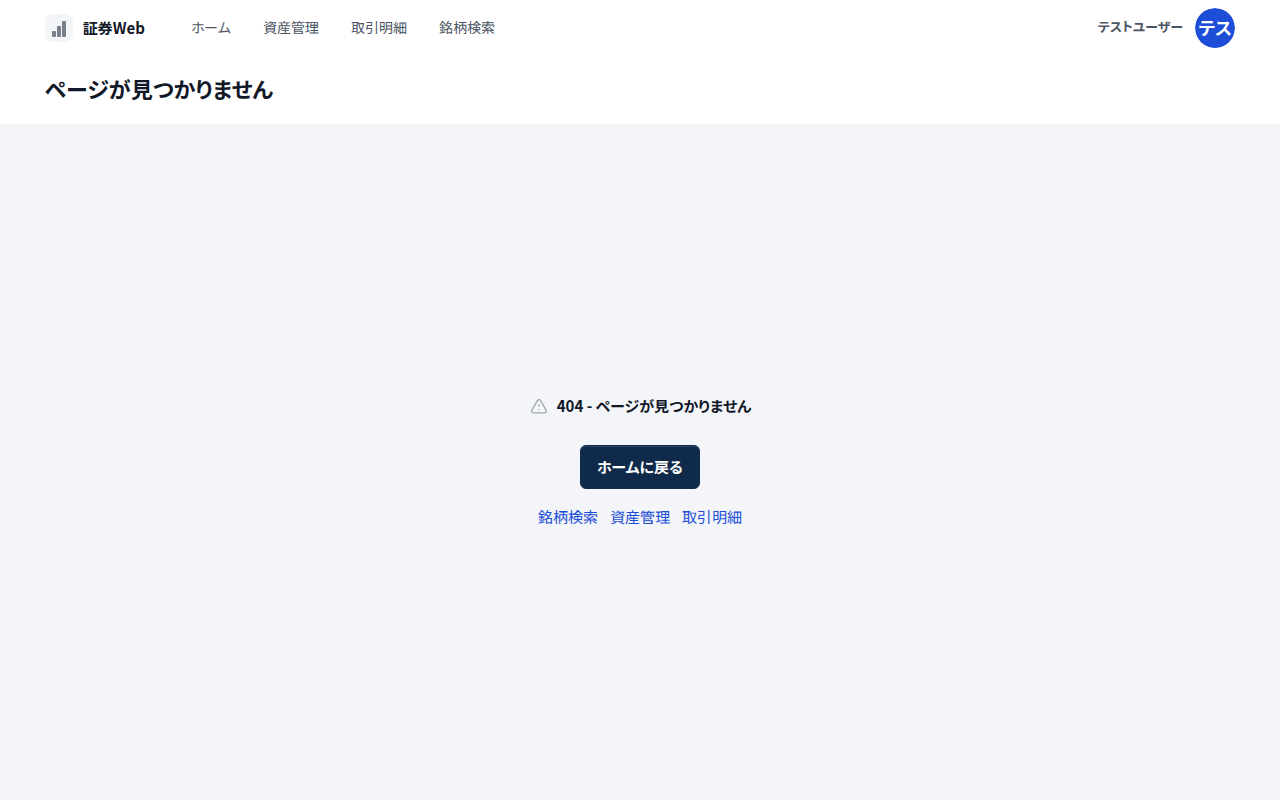 証券Web ホーム 資産管理 取引明細 銘柄検索 テストユーザー テス
ページが見つかりません
404 - ページが見つかりません
ホームに戻る
銘柄検索 資産管理 取引明細